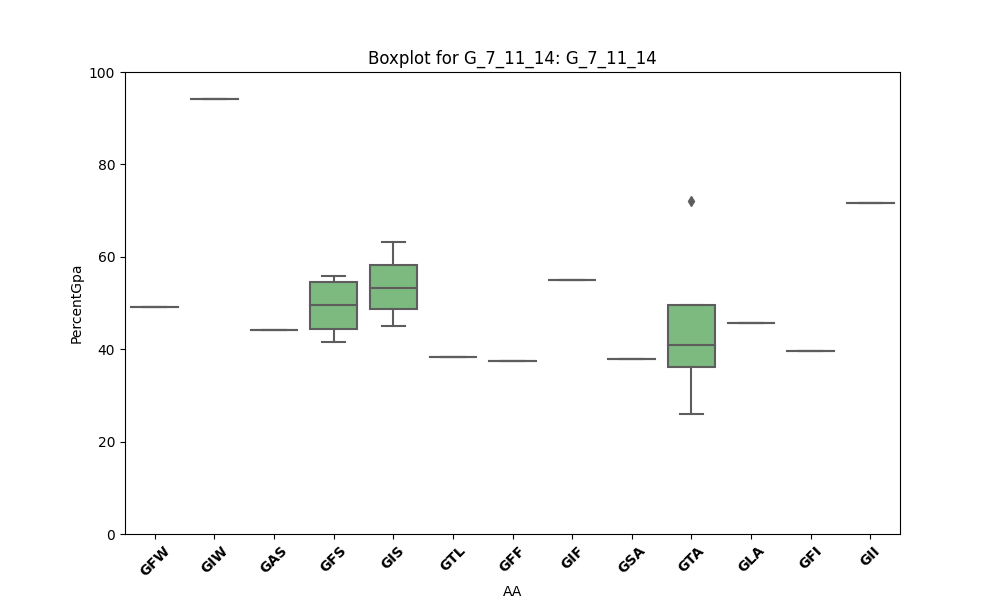 Boxplot for G_7_11_14: G_7_11_14
100
80
60
40
20
0
PercentGpa
GFW GIW GAS GFS GIS GTL GFF GIF GSA GTA GLA GFI GII
AA